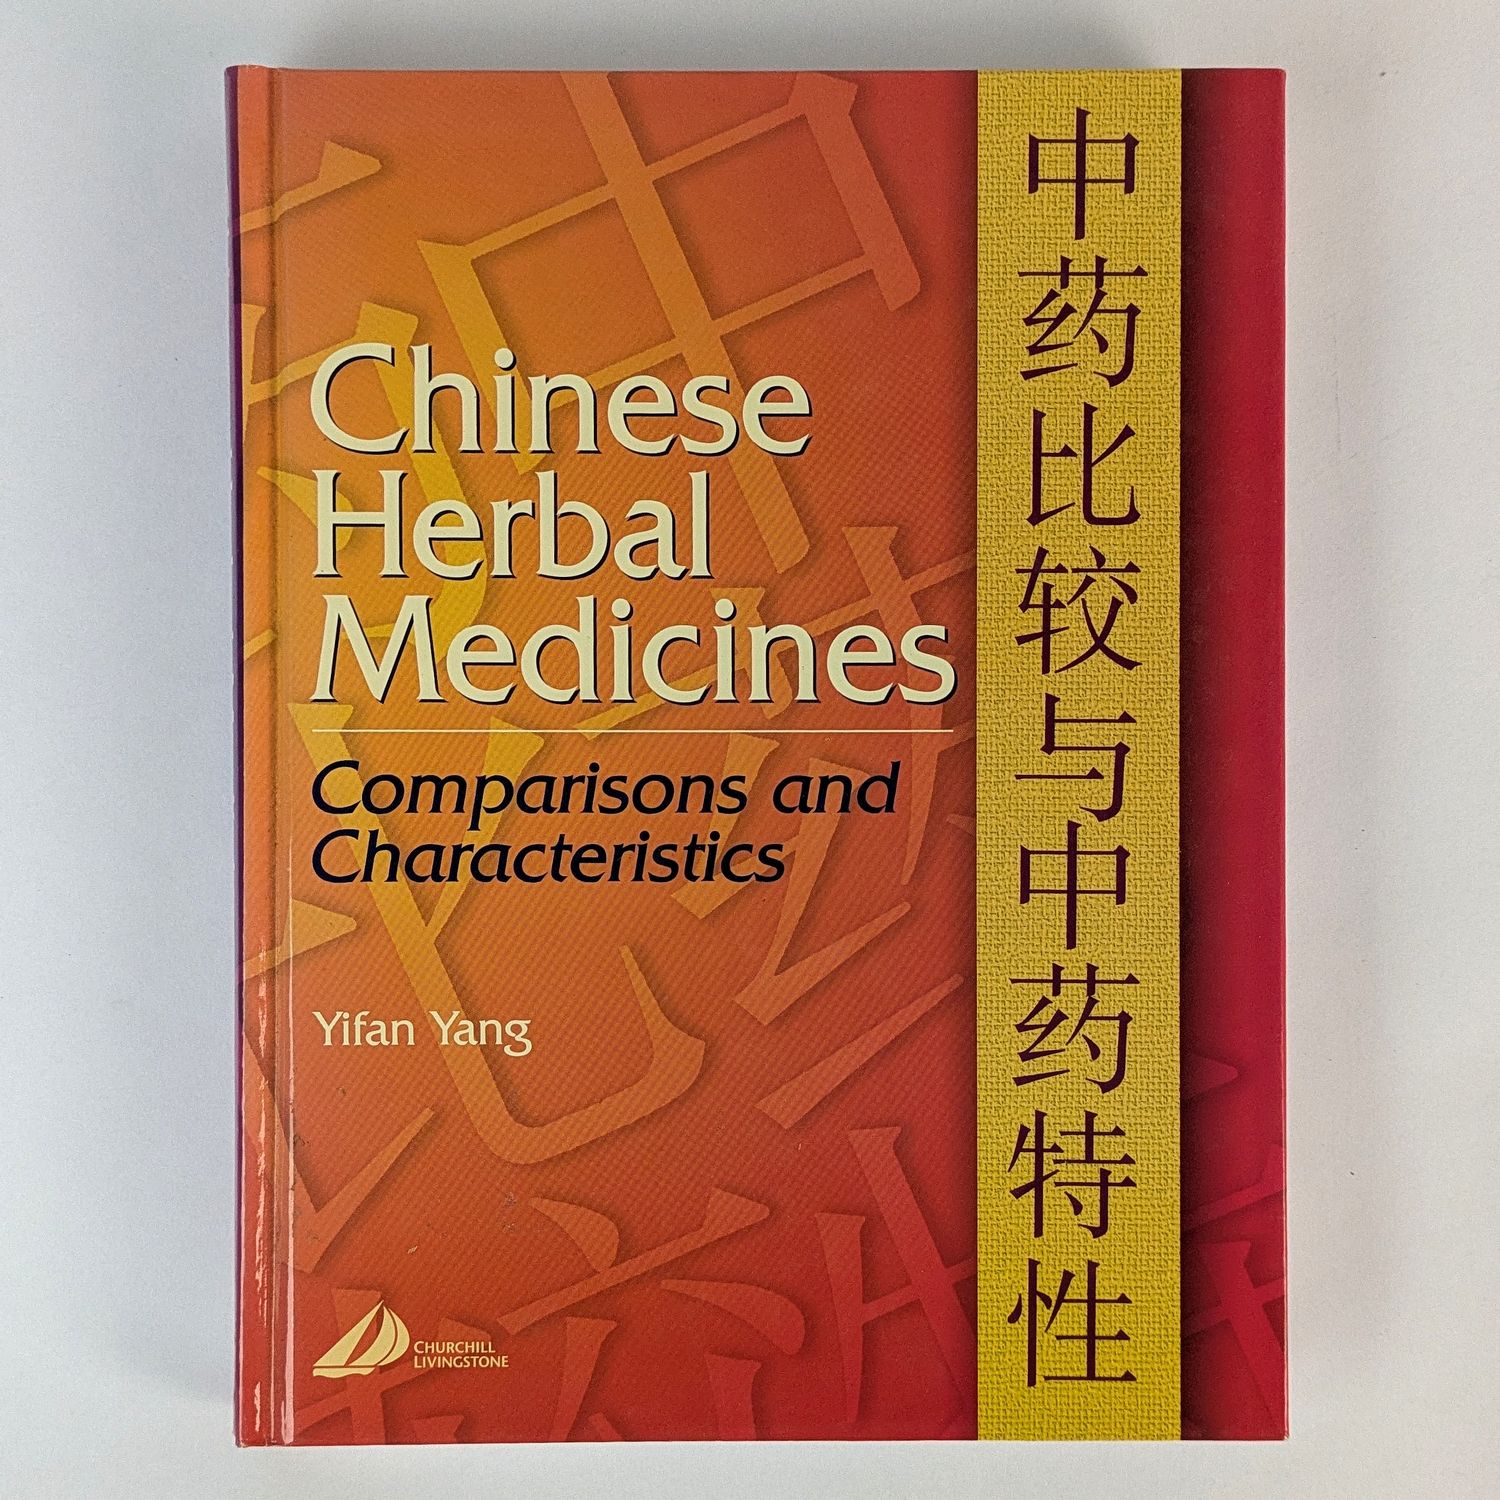 Chinese
Herbal
Medicines
Comparisons and
Characteristics
Yifan Yang
CHURCHILL
LIVINGSTONE
中药比较与中药特性